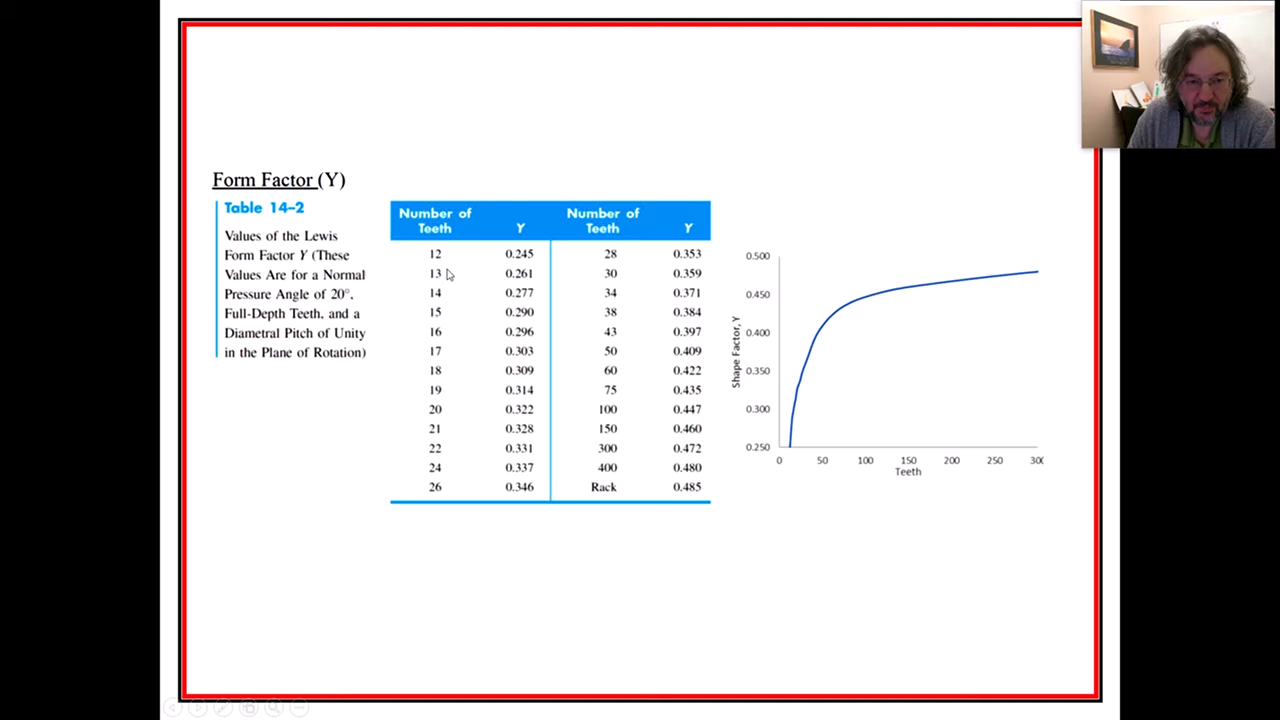 Form Factor (Y)
Table 14–2
Values of the Lewis
Form Factor Y (These
Values Are for a Normal
Pressure Angle of 20°,
Full-Depth Teeth, and a
Diametral Pitch of Unity
in the Plane of Rotation)
Number of Teeth Y Number of Teeth Y
12 0.245 28 0.353
13 0.261 30 0.359
14 0.277 34 0.371
15 0.290 38 0.384
16 0.296 43 0.397
17 0.303 50 0.409
18 0.309 60 0.422
19 0.314 75 0.435
20 0.322 100 0.447
21 0.328 150 0.460
22 0.331 300 0.472
24 0.337 400 0.480
26 0.346 Rack 0.485
Shape Factor, Y
0.500
0.450
0.400
0.350
0.300
0.250
0 50 100 150 200 250 300
Teeth